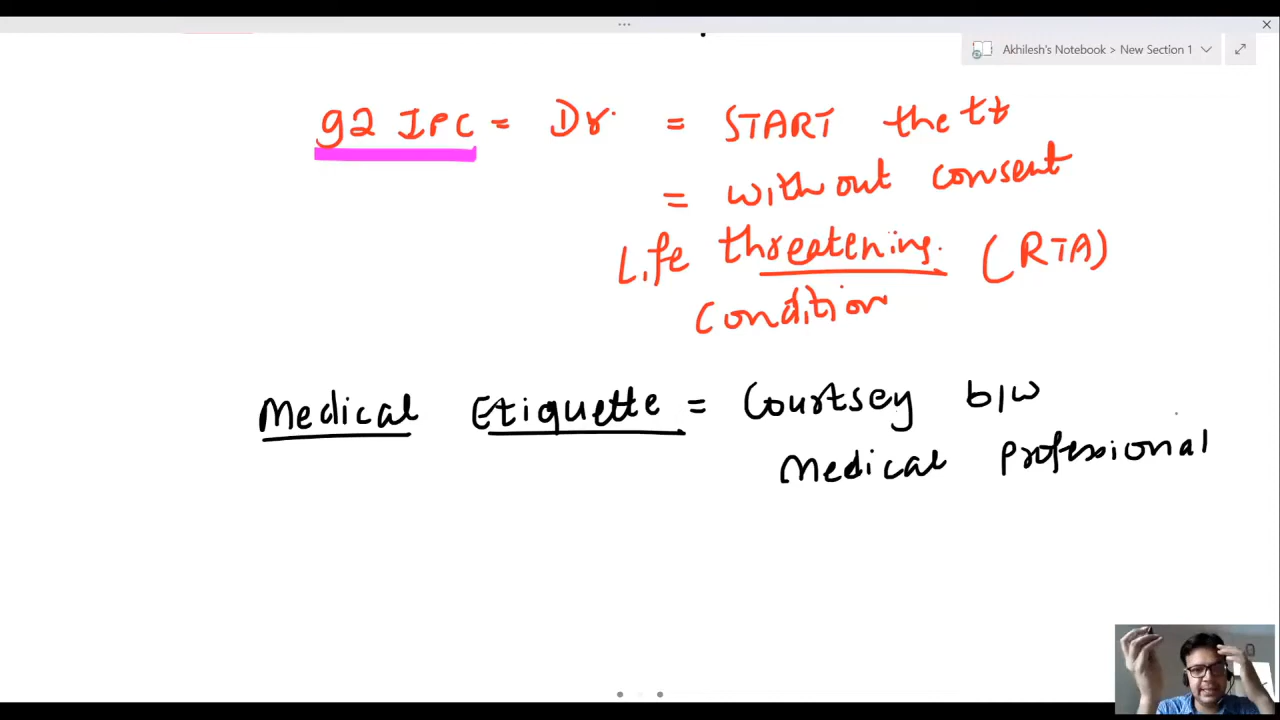 Akhilesh's Notebook > New Section 1
92 IPC = Dr. = START the tt
= without consent
Life threatening. (RTA)
Condition
Medical Etiquette = Courtsey b/w
Medical Professional